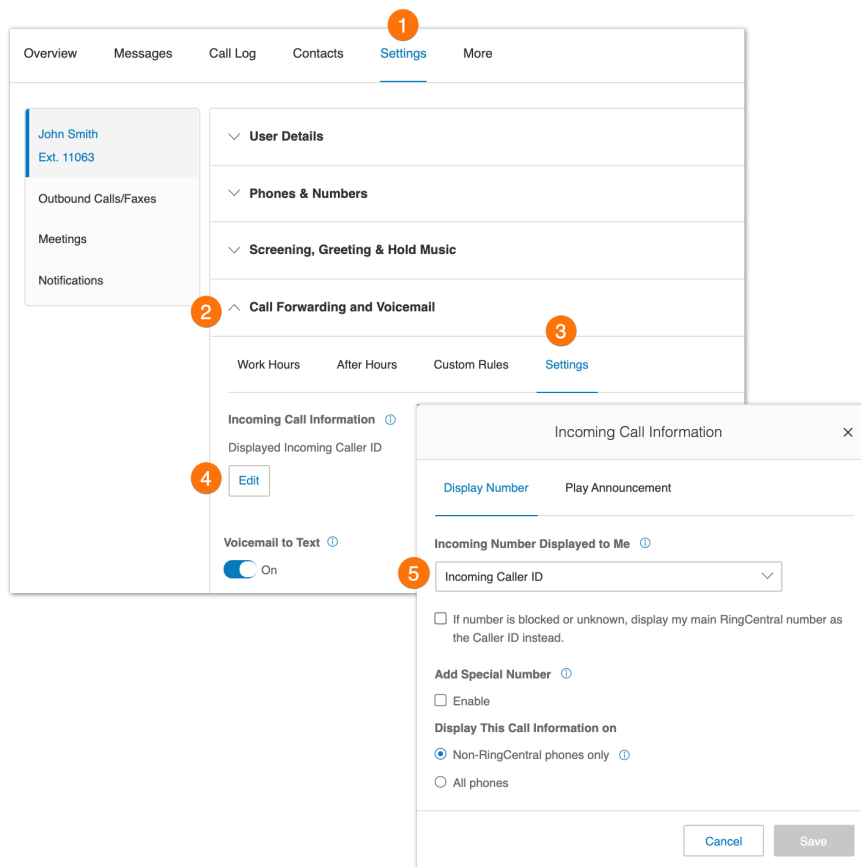 1
Overview Messages Call Log Contacts Settings More
John Smith
Ext. 11063
Outbound Calls/Faxes
Meetings
Notifications
User Details
Phones & Numbers
Screening, Greeting & Hold Music
2 Call Forwarding and Voicemail
3
Work Hours After Hours Custom Rules Settings
Incoming Call Information
Displayed Incoming Caller ID
4 Edit
Voicemail to Text
On
Incoming Call Information
Display Number Play Announcement
Incoming Number Displayed to Me
5 Incoming Caller ID
If number is blocked or unknown, display my main RingCentral number as
the Caller ID instead.
Add Special Number
Enable
Display This Call Information on
Non-RingCentral phones only
All phones
Cancel Save